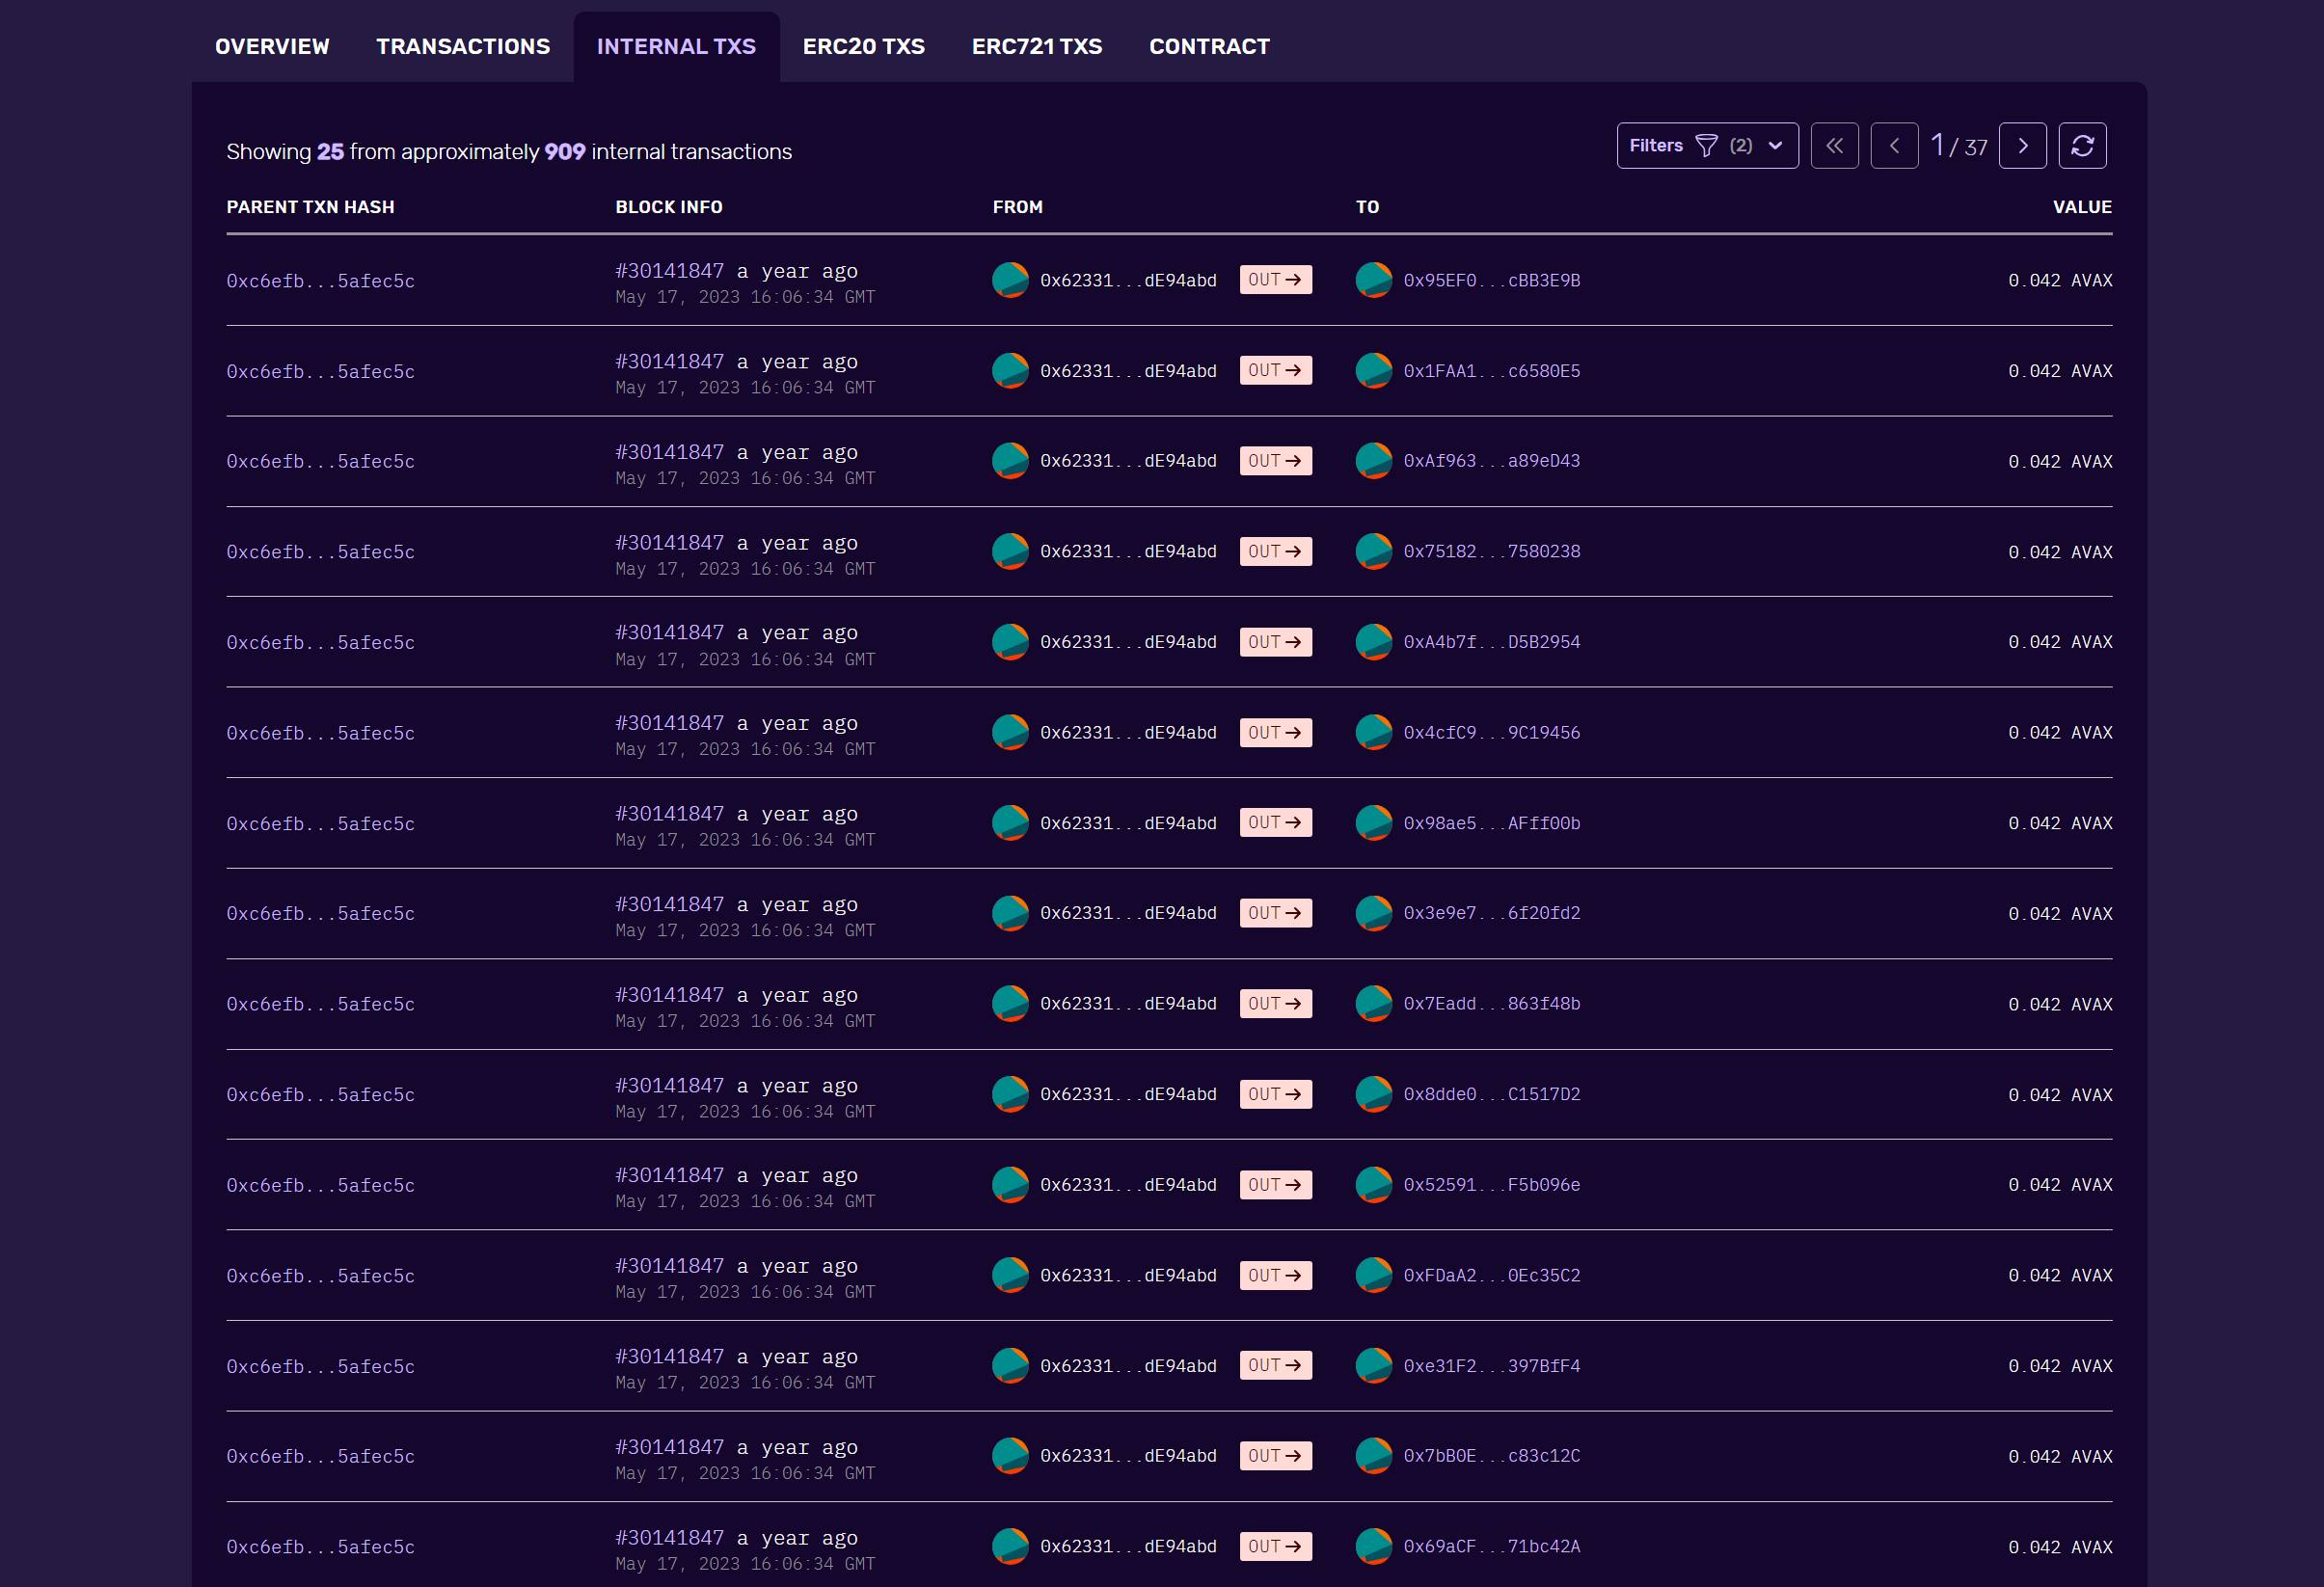 OVERVIEW TRANSACTIONS INTERNAL TXS ERC20 TXS ERC721 TXS CONTRACT
Showing 25 from approximately 909 internal transactions Filters (2) 1 / 37
PARENT TXN HASH BLOCK INFO FROM TO VALUE
0xc6efb...5afec5c #30141847 a year ago 0x62331...dE94abd OUT → 0x95EF0...cBB3E9B 0.042 AVAX
May 17, 2023 16:06:34 GMT
0xc6efb...5afec5c #30141847 a year ago 0x62331...dE94abd OUT → 0x1FAA1...c6580E5 0.042 AVAX
May 17, 2023 16:06:34 GMT
0xc6efb...5afec5c #30141847 a year ago 0x62331...dE94abd OUT → 0xAf963...a89eD43 0.042 AVAX
May 17, 2023 16:06:34 GMT
0xc6efb...5afec5c #30141847 a year ago 0x62331...dE94abd OUT → 0x75182...7580238 0.042 AVAX
May 17, 2023 16:06:34 GMT
0xc6efb...5afec5c #30141847 a year ago 0x62331...dE94abd OUT → 0xA4b7f...D5B2954 0.042 AVAX
May 17, 2023 16:06:34 GMT
0xc6efb...5afec5c #30141847 a year ago 0x62331...dE94abd OUT → 0x4cfC9...9C19456 0.042 AVAX
May 17, 2023 16:06:34 GMT
0xc6efb...5afec5c #30141847 a year ago 0x62331...dE94abd OUT → 0x98ae5...AFff00b 0.042 AVAX
May 17, 2023 16:06:34 GMT
0xc6efb...5afec5c #30141847 a year ago 0x62331...dE94abd OUT → 0x3e9e7...6f20fd2 0.042 AVAX
May 17, 2023 16:06:34 GMT
0xc6efb...5afec5c #30141847 a year ago 0x62331...dE94abd OUT → 0x7Eadd...863f48b 0.042 AVAX
May 17, 2023 16:06:34 GMT
0xc6efb...5afec5c #30141847 a year ago 0x62331...dE94abd OUT → 0x8dde0...C1517D2 0.042 AVAX
May 17, 2023 16:06:34 GMT
0xc6efb...5afec5c #30141847 a year ago 0x62331...dE94abd OUT → 0x52591...F5b096e 0.042 AVAX
May 17, 2023 16:06:34 GMT
0xc6efb...5afec5c #30141847 a year ago 0x62331...dE94abd OUT → 0xFDaA2...0Ec35C2 0.042 AVAX
May 17, 2023 16:06:34 GMT
0xc6efb...5afec5c #30141847 a year ago 0x62331...dE94abd OUT → 0xe31F2...397BfF4 0.042 AVAX
May 17, 2023 16:06:34 GMT
0xc6efb...5afec5c #30141847 a year ago 0x62331...dE94abd OUT → 0x7bB0E...c83c12C 0.042 AVAX
May 17, 2023 16:06:34 GMT
0xc6efb...5afec5c #30141847 a year ago 0x62331...dE94abd OUT → 0x69aCF...71bc42A 0.042 AVAX
May 17, 2023 16:06:34 GMT